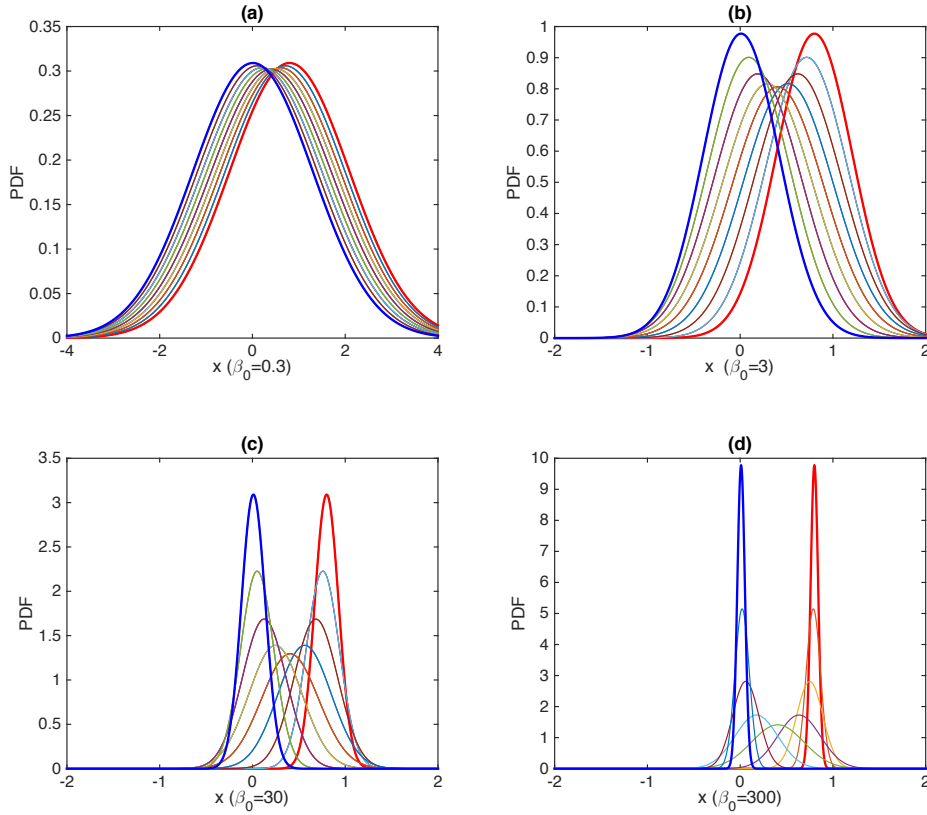 (a)
0.35
0.3
0.25
0.2
0.15
0.1
0.05
0
PDF
-4 -2 0 2 4
x (β₀=0.3)
(b)
1
0.9
0.8
0.7
0.6
0.5
0.4
0.3
0.2
0.1
0
PDF
-2 -1 0 1 2
x (β₀=3)
(c)
3.5
3
2.5
2
1.5
1
0.5
0
PDF
-2 -1 0 1 2
x (β₀=30)
(d)
10
9
8
7
6
5
4
3
2
1
0
PDF
-2 -1 0 1 2
x (β₀=300)